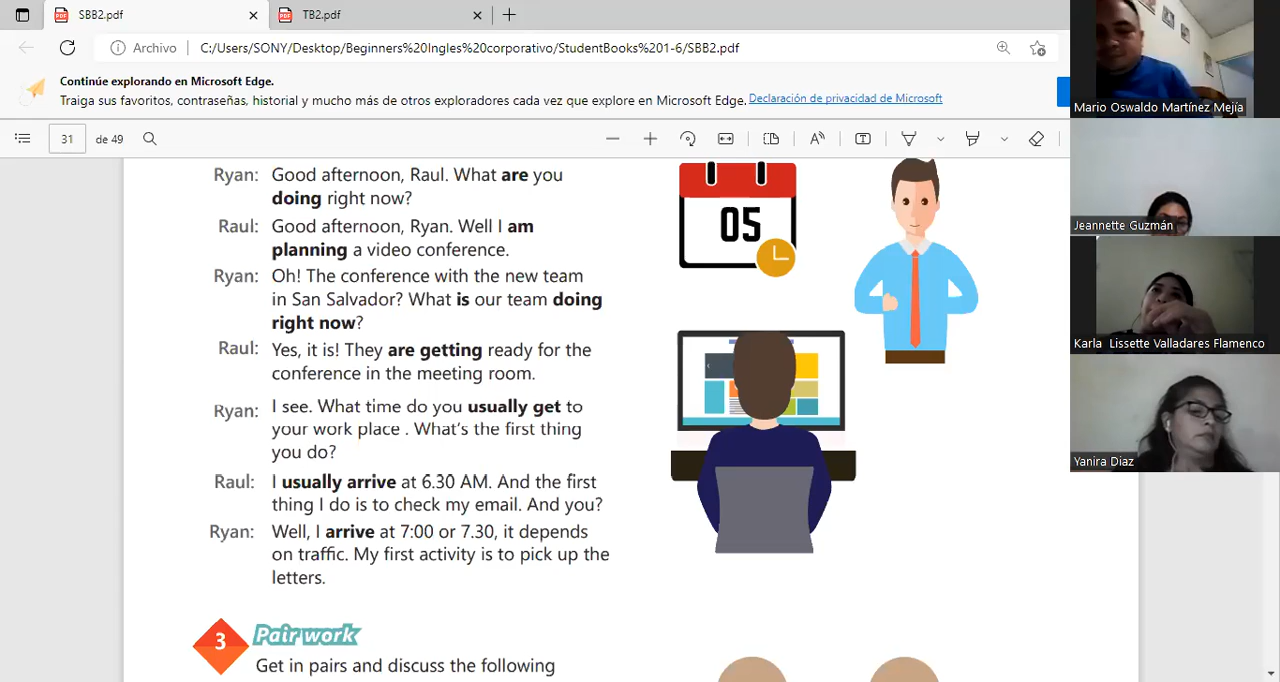 SBB2.pdf
TB2.pdf
Archivo
C:/Users/SONY/Desktop/Beginners%20Ingles%20corporativo/StudentBooks%201-6/SBB2.pdf
Continúe explorando en Microsoft Edge.
Traiga sus favoritos, contraseñas, historial y mucho más de otros exploradores cada vez que explore en Microsoft Edge. Declaración de privacidad de Microsoft
31 de 49
Ryan: Good afternoon, Raul. What are you
doing right now?
Raul: Good afternoon, Ryan. Well I am
planning a video conference.
Ryan: Oh! The conference with the new team
in San Salvador? What is our team doing
right now?
Raul: Yes, it is! They are getting ready for the
conference in the meeting room.
Ryan: I see. What time do you usually get to
your work place . What's the first thing
you do?
Raul: I usually arrive at 6.30 AM. And the first
thing I do is to check my email. And you?
Ryan: Well, I arrive at 7:00 or 7.30, it depends
on traffic. My first activity is to pick up the
letters.
05
3 Pair work
Get in pairs and discuss the following
Mario Oswaldo Martínez Mejía
Jeannette Guzmán
Karla Lissette Valladares Flamenco
Yanira Diaz